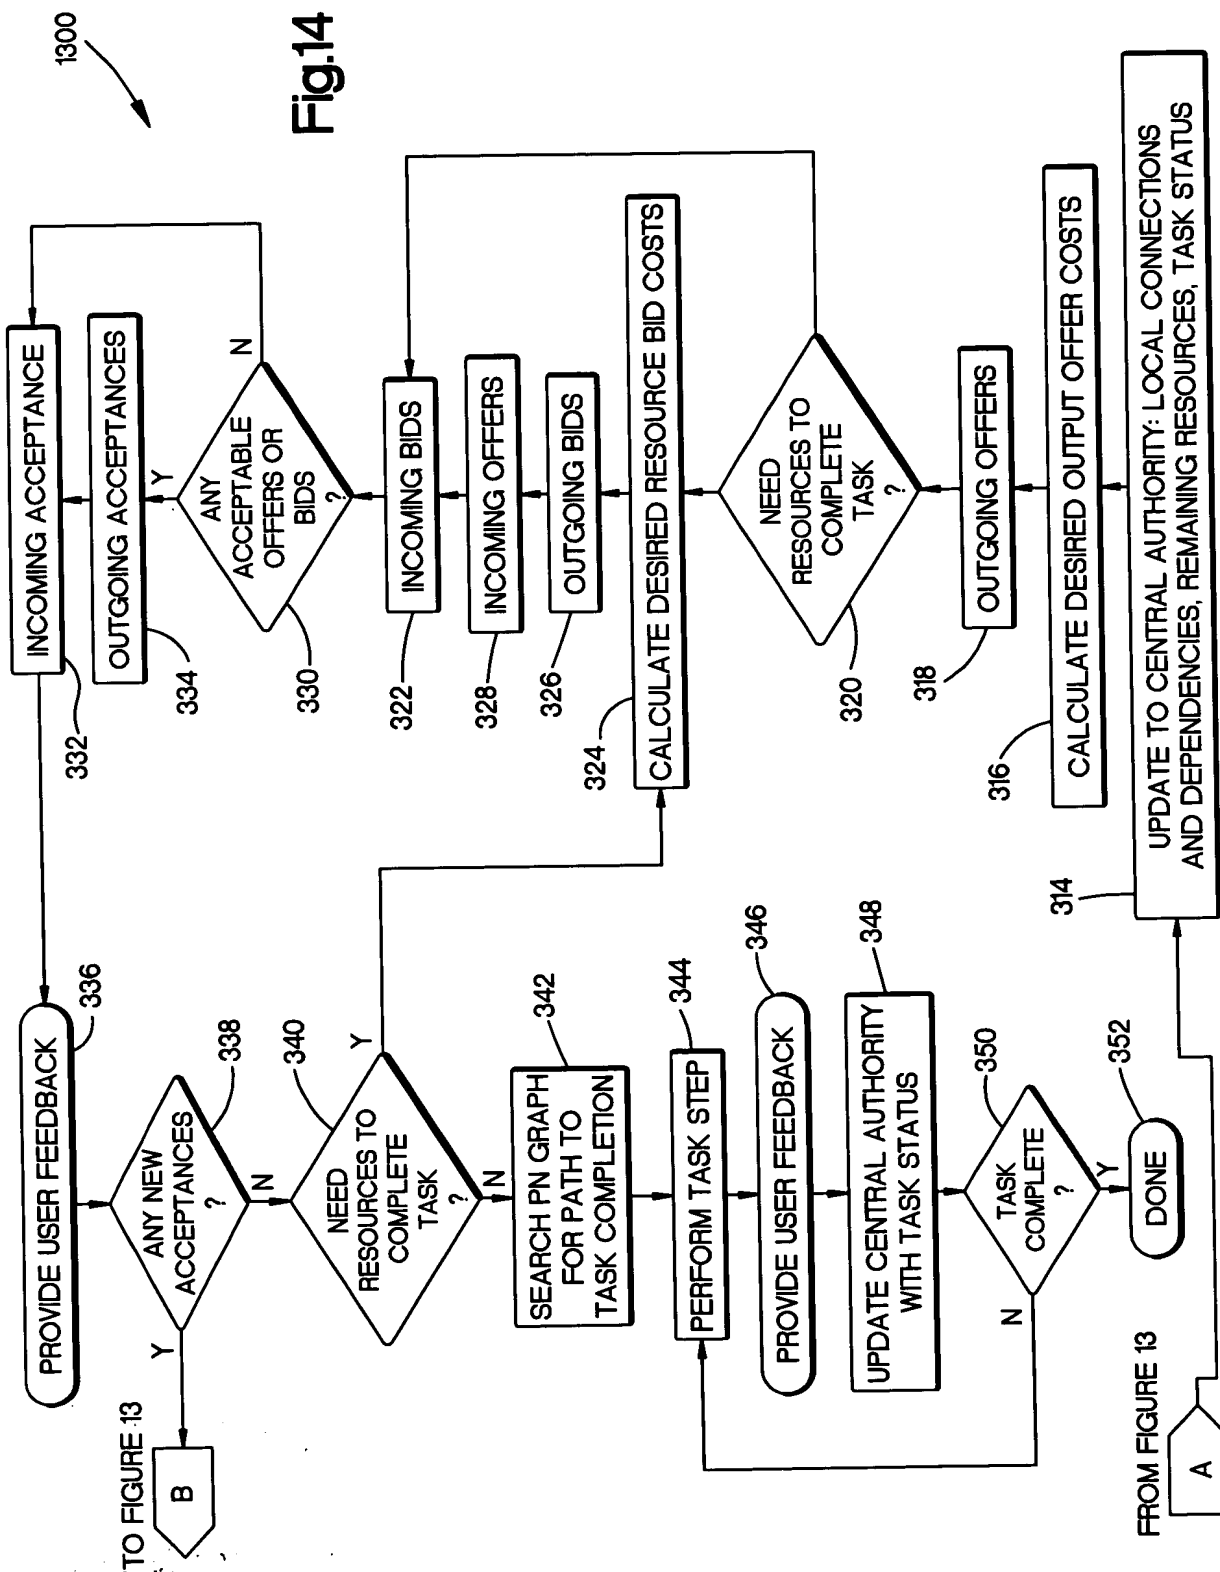 1300
Fig.14
FROM FIGURE 13
A
314
UPDATE TO CENTRAL AUTHORITY: LOCAL CONNECTIONS
AND DEPENDENCIES, REMAINING RESOURCES, TASK STATUS
316
CALCULATE DESIRED OUTPUT OFFER COSTS
318
OUTGOING OFFERS
320
NEED
RESOURCES TO
COMPLETE
TASK
?
324
CALCULATE DESIRED RESOURCE BID COSTS
326
OUTGOING BIDS
328
INCOMING OFFERS
322
INCOMING BIDS
330
ANY
ACCEPTABLE
OFFERS OR
BIDS
?
Y
N
334
OUTGOING ACCEPTANCES
332
INCOMING ACCEPTANCE
336
PROVIDE USER FEEDBACK
338
ANY NEW
ACCEPTANCES
?
Y
N
TO FIGURE 13
B
340
NEED
RESOURCES TO
COMPLETE
TASK
?
Y
N
342
SEARCH PN GRAPH
FOR PATH TO
TASK COMPLETION
344
PERFORM TASK STEP
346
PROVIDE USER FEEDBACK
348
UPDATE CENTRAL AUTHORITY
WITH TASK STATUS
350
TASK
COMPLETE
?
N
Y
352
DONE